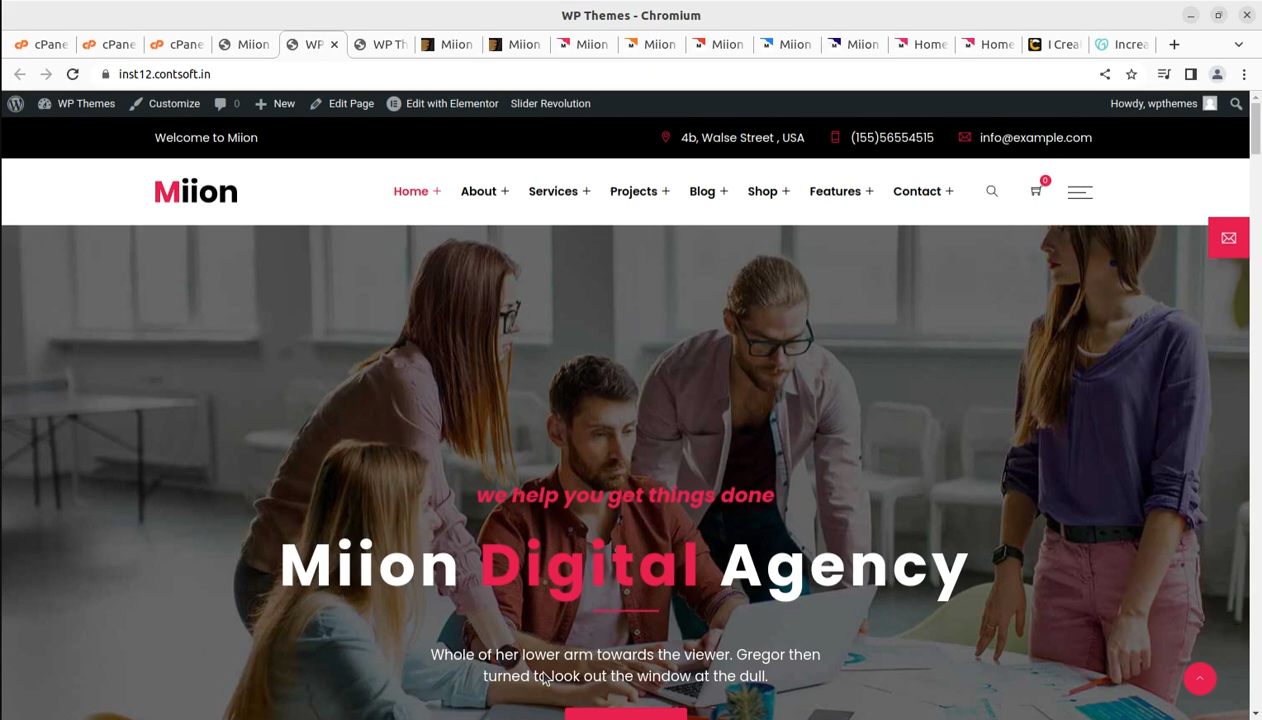 WP Themes - Chromium
cPane
cPane
cPane
Miion
WP
WP Th
Miion
Miion
Miion
Miion
Miion
Miion
Miion
Home
Home
I Crea
Increa
inst12.contsoft.in
WP Themes Customize 0 New Edit Page Edit with Elementor Slider Revolution Howdy, wpthemes
Welcome to Miion 4b, Walse Street , USA (155)56554515 info@example.com
Miion Home + About + Services + Projects + Blog + Shop + Features + Contact + 0
we help you get things done
Miion Digital Agency
Whole of her lower arm towards the viewer. Gregor then
turned to look out the window at the dull.